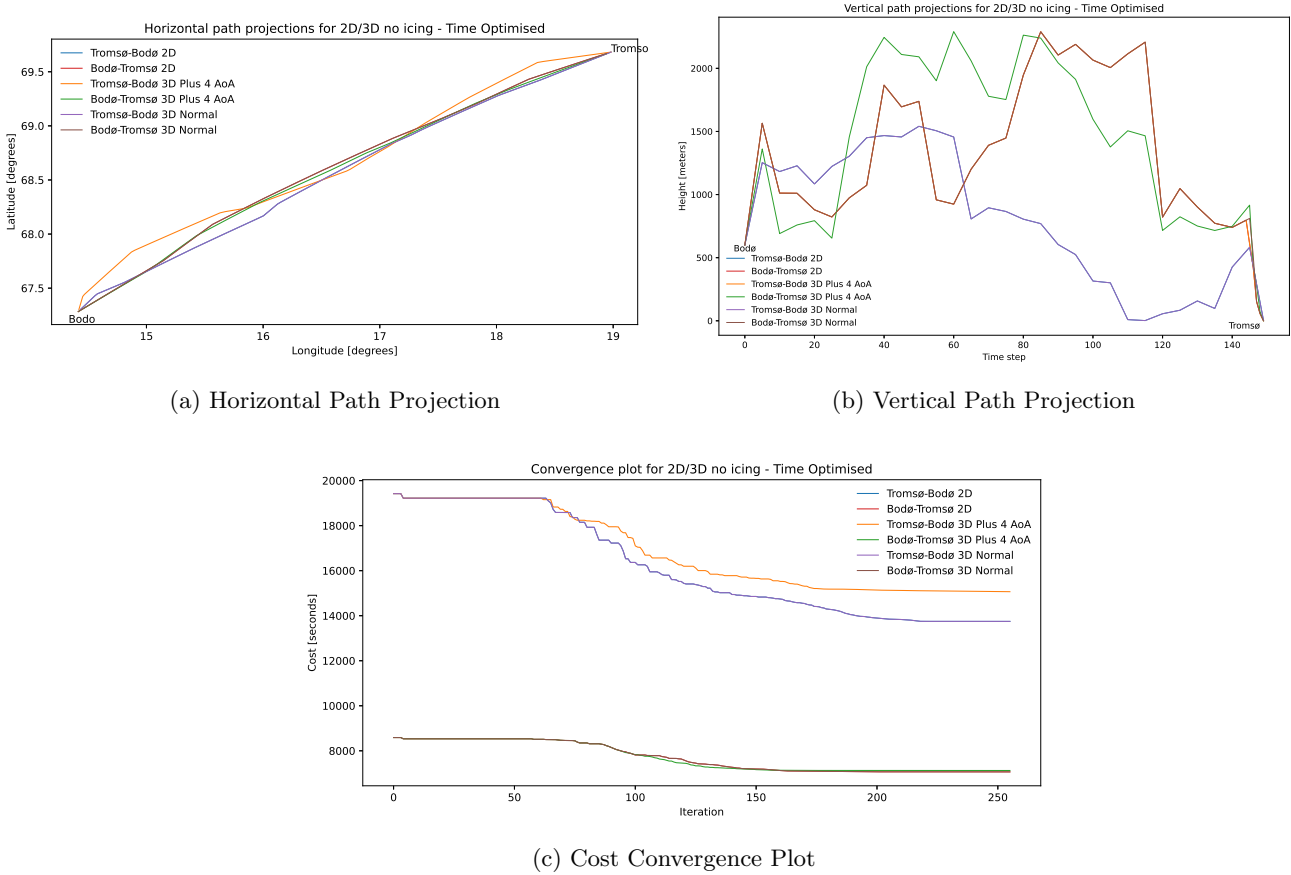 Horizontal path projections for 2D/3D no icing - Time Optimised
Tromsø-Bodø 2D
Bodø-Tromsø 2D
Tromsø-Bodø 3D Plus 4 AoA
Bodø-Tromsø 3D Plus 4 AoA
Tromsø-Bodø 3D Normal
Bodø-Tromsø 3D Normal
Tromso
Bodo
Latitude [degrees]
69.5
69.0
68.5
68.0
67.5
15 16 17 18 19
Longitude [degrees]
(a) Horizontal Path Projection
Vertical path projections for 2D/3D no icing - Time Optimised
Height [meters]
2000
1500
1000
500
0
Bodø
Tromsø-Bodø 2D
Bodø-Tromsø 2D
Tromsø-Bodø 3D Plus 4 AoA
Bodø-Tromsø 3D Plus 4 AoA
Tromsø-Bodø 3D Normal
Bodø-Tromsø 3D Normal
Tromsø
0 20 40 60 80 100 120 140
Time step
(b) Vertical Path Projection
Convergence plot for 2D/3D no icing - Time Optimised
Tromsø-Bodø 2D
Bodø-Tromsø 2D
Tromsø-Bodø 3D Plus 4 AoA
Bodø-Tromsø 3D Plus 4 AoA
Tromsø-Bodø 3D Normal
Bodø-Tromsø 3D Normal
Cost [seconds]
20000
18000
16000
14000
12000
10000
8000
0 50 100 150 200 250
Iteration
(c) Cost Convergence Plot